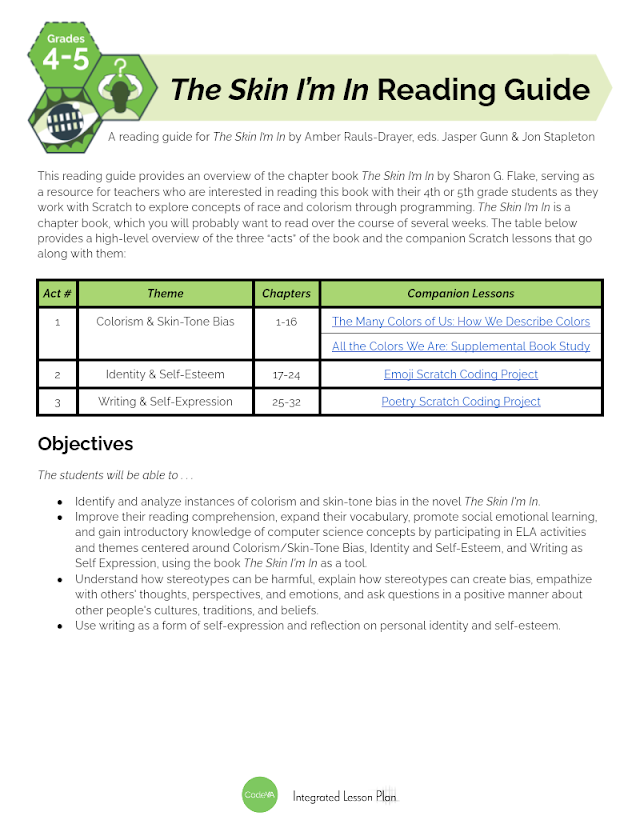 Grades
4-5
?
The Skin I'm In Reading Guide
A reading guide for The Skin I'm In by Amber Rauls-Drayer, eds. Jasper Gunn & Jon Stapleton
This reading guide provides an overview of the chapter book The Skin I'm In by Sharon G. Flake, serving as
a resource for teachers who are interested in reading this book with their 4th or 5th grade students as they
work with Scratch to explore concepts of race and colorism through programming. The Skin I'm In is a
chapter book, which you will probably want to read over the course of several weeks. The table below
provides a high-level overview of the three "acts" of the book and the companion Scratch lessons that go
along with them:
Act # Theme Chapters Companion Lessons
1 Colorism & Skin-Tone Bias 1-16 The Many Colors of Us: How We Describe Colors
All the Colors We Are: Supplemental Book Study
2 Identity & Self-Esteem 17-24 Emoji Scratch Coding Project
3 Writing & Self-Expression 25-32 Poetry Scratch Coding Project
Objectives
The students will be able to . . .
● Identify and analyze instances of colorism and skin-tone bias in the novel The Skin I'm In.
● Improve their reading comprehension, expand their vocabulary, promote social emotional learning,
and gain introductory knowledge of computer science concepts by participating in ELA activities
and themes centered around Colorism/Skin-Tone Bias, Identity and Self-Esteem, and Writing as
Self Expression, using the book The Skin I'm In as a tool.
● Understand how stereotypes can be harmful, explain how stereotypes can create bias, empathize
with others' thoughts, perspectives, and emotions, and ask questions in a positive manner about
other people's cultures, traditions, and beliefs.
● Use writing as a form of self-expression and reflection on personal identity and self-esteem.
CodeVA Integrated Lesson Plan